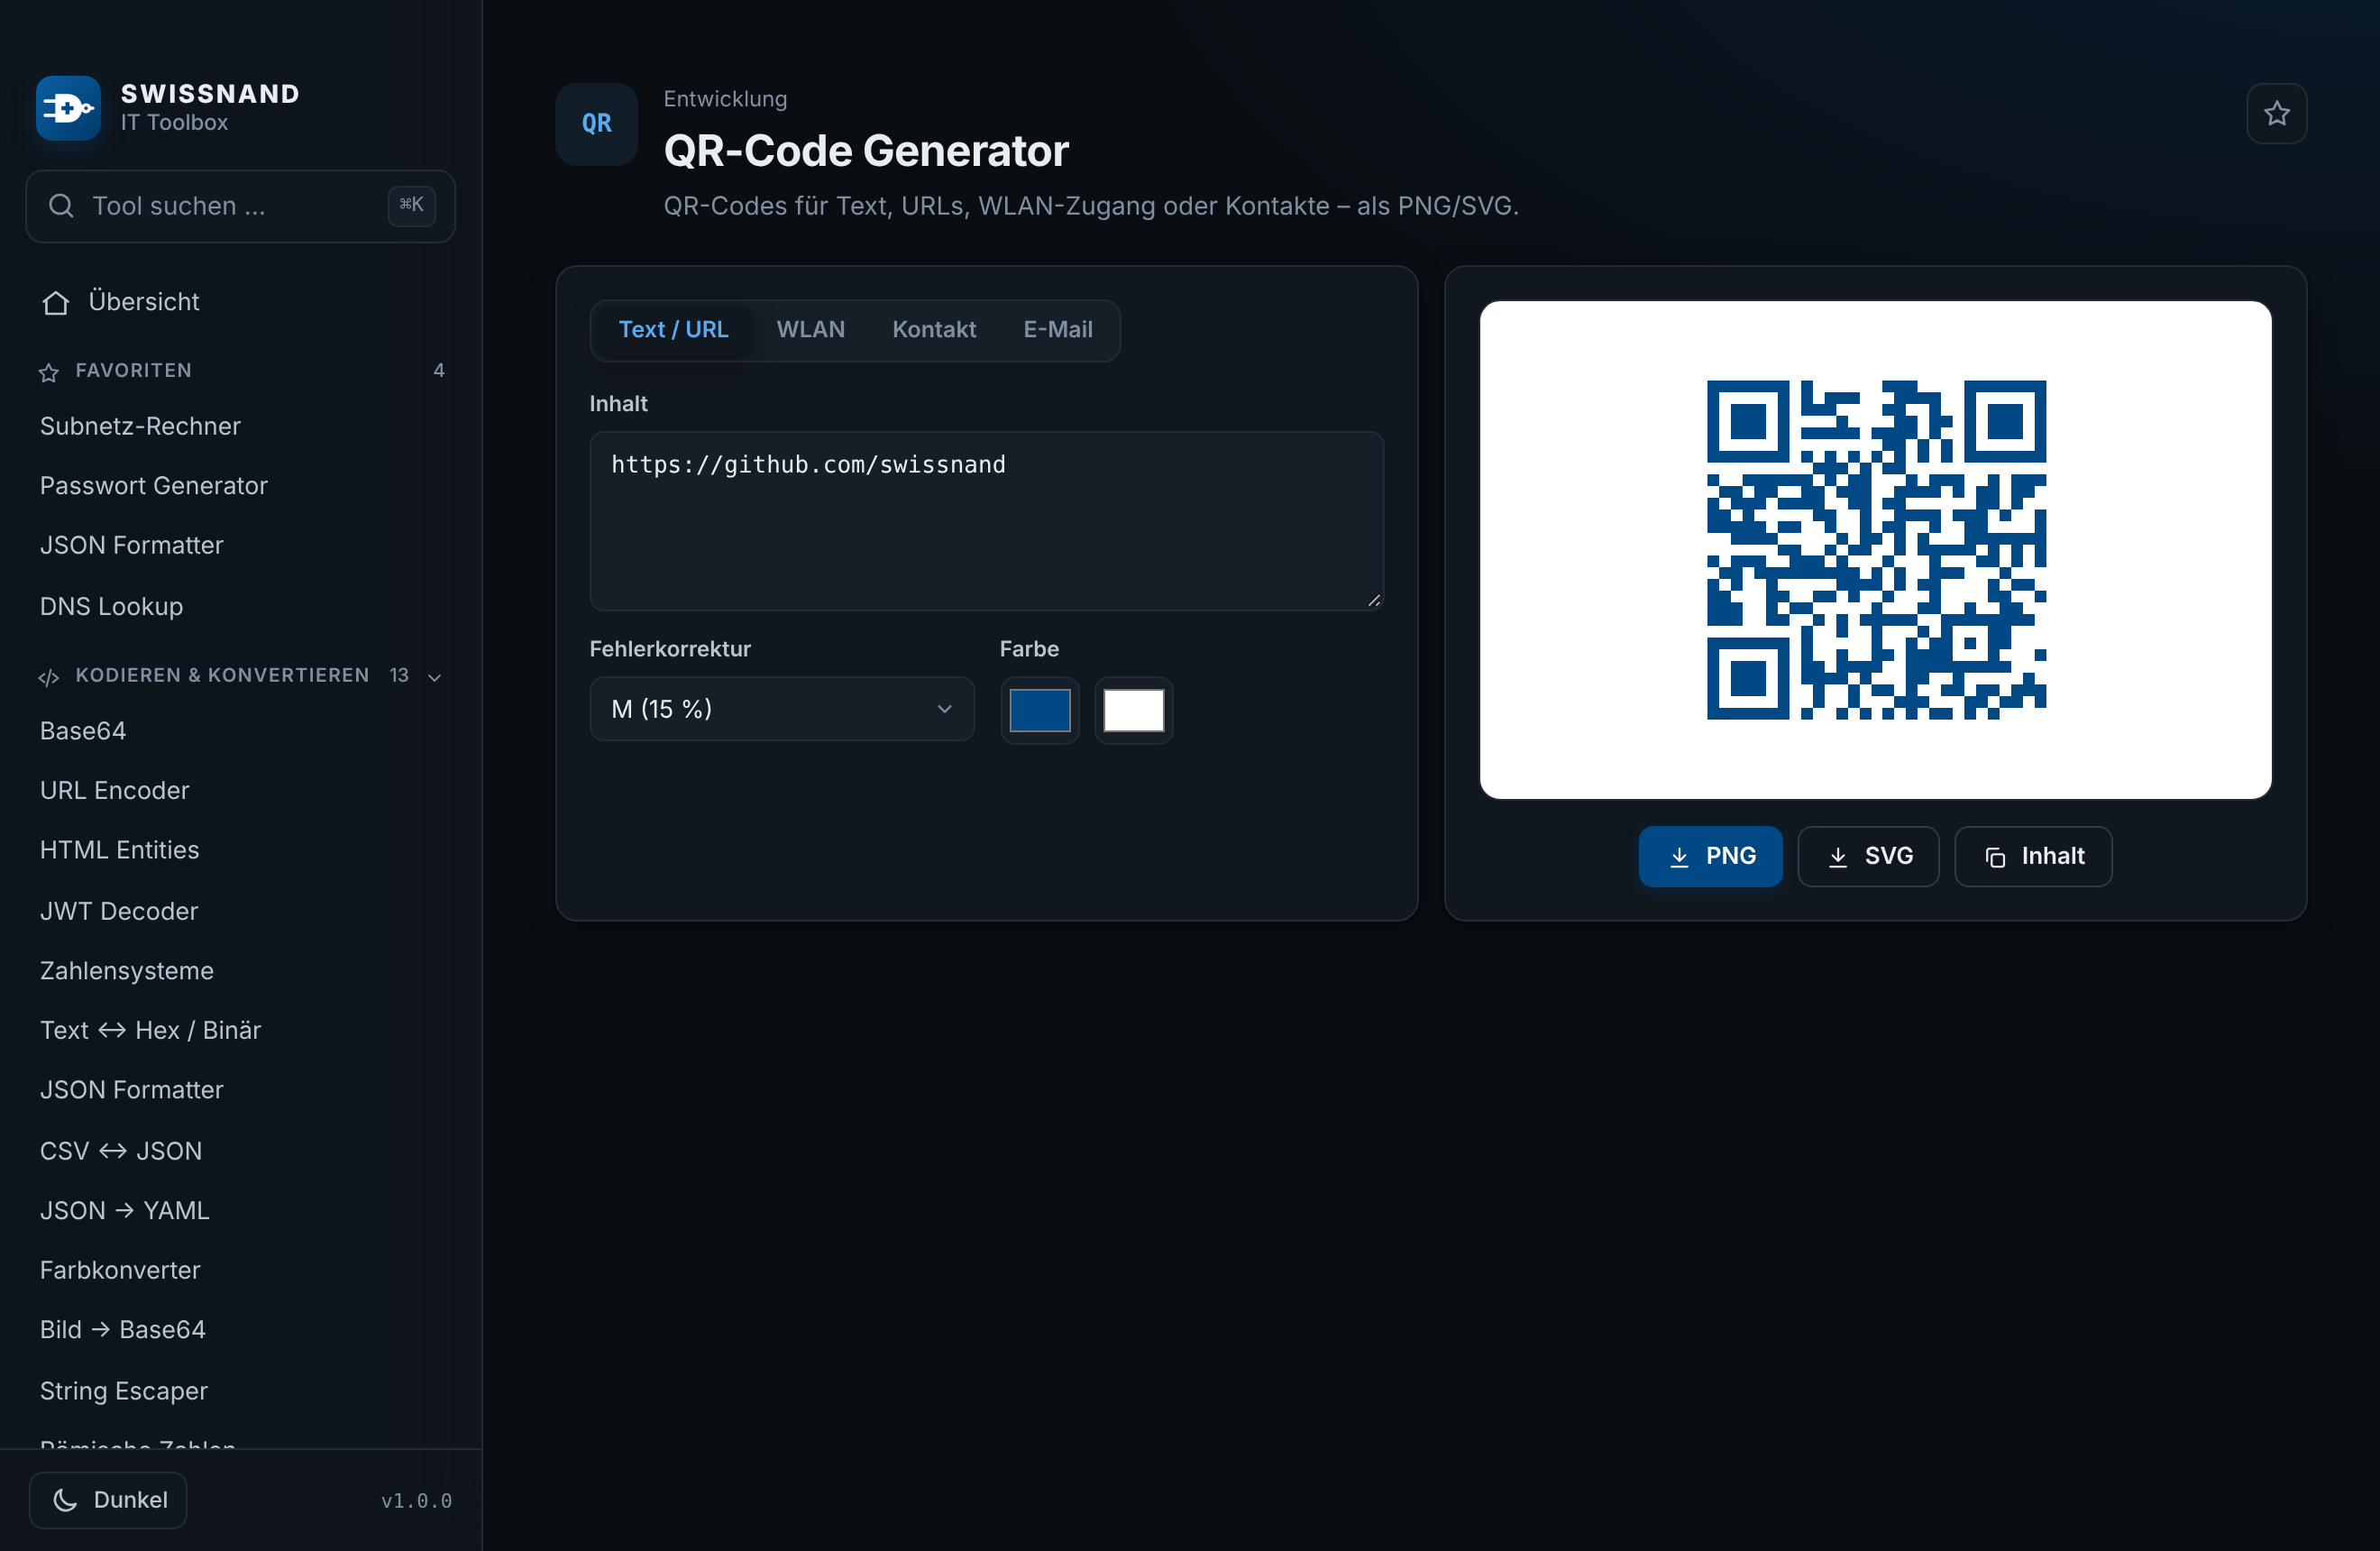 SWISSNAND
IT Toolbox
Tool suchen ...
⌘K
Übersicht
FAVORITEN 4
Subnetz-Rechner
Passwort Generator
JSON Formatter
DNS Lookup
</> KODIEREN & KONVERTIEREN 13
Base64
URL Encoder
HTML Entities
JWT Decoder
Zahlensysteme
Text ↔ Hex / Binär
JSON Formatter
CSV ↔ JSON
JSON → YAML
Farbkonverter
Bild → Base64
String Escaper
Römische Zahlen
Dunkel
v1.0.0
QR
Entwicklung
QR-Code Generator
QR-Codes für Text, URLs, WLAN-Zugang oder Kontakte – als PNG/SVG.
Text / URL WLAN Kontakt E-Mail
Inhalt
https://github.com/swissnand
Fehlerkorrektur Farbe
M (15 %)
PNG SVG Inhalt